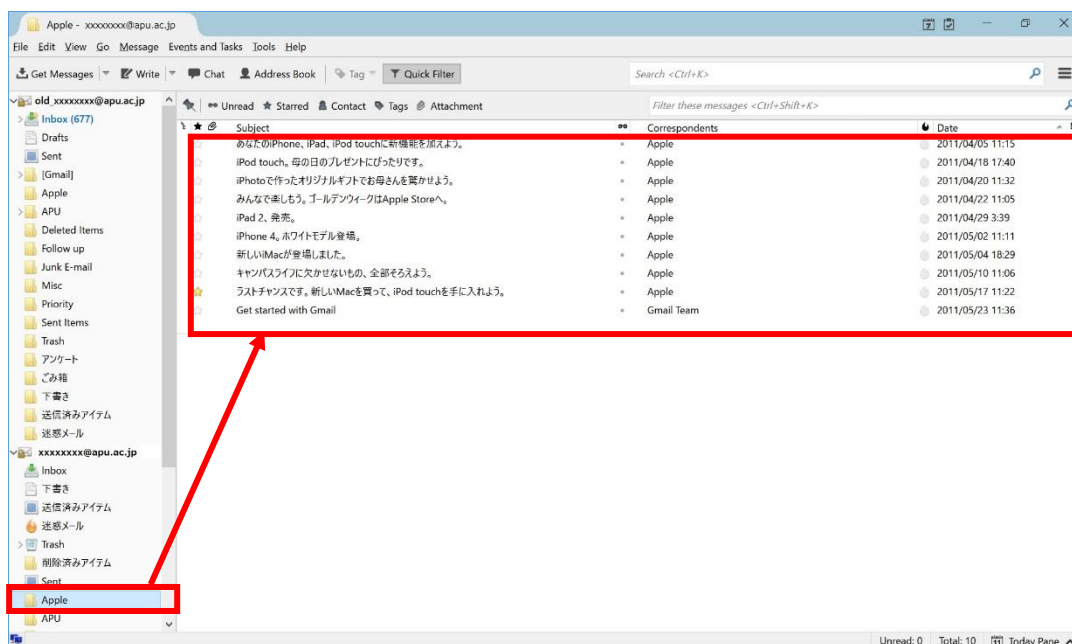 Apple - xxxxxxxx@apu.ac.jp
File Edit View Go Message Events and Tasks Tools Help
Get Messages Write Chat Address Book Tag Quick Filter Search <Ctrl+K>
old_xxxxxxxx@apu.ac.jp
Inbox (677)
Drafts
Sent
[Gmail]
Apple
APU
Deleted Items
Follow up
Junk E-mail
Misc
Priority
Sent Items
Trash
アンケート
ごみ箱
下書き
送信済みアイテム
迷惑メール
xxxxxxxx@apu.ac.jp
Inbox
下書き
送信済みアイテム
迷惑メール
Trash
削除済みアイテム
Sent
Apple
APU
Unread Starred Contact Tags Attachment Filter these messages <Ctrl+Shift+K>
Subject Correspondents Date
あなたのiPhone、iPad、iPod touchに新機能を加えよう。 Apple 2011/04/05 11:15
iPod touch。母の日のプレゼントにぴったりです。 Apple 2011/04/18 17:40
iPhotoで作ったオリジナルギフトでお母さんを驚かせよう。 Apple 2011/04/20 11:32
みんなで楽しもう。ゴールデンウィークはApple Storeへ。 Apple 2011/04/22 11:05
iPad 2、発売。 Apple 2011/04/29 3:39
iPhone 4。ホワイトモデル登場。 Apple 2011/05/02 11:11
新しいiMacが登場しました。 Apple 2011/05/04 18:29
キャンパスライフに欠かせないもの、全部そろえよう。 Apple 2011/05/10 11:06
ラストチャンスです。新しいMacを買って、iPod touchを手に入れよう。 Apple 2011/05/17 11:22
Get started with Gmail Gmail Team 2011/05/23 11:36
Unread: 0 Total: 10 11 Today Pane